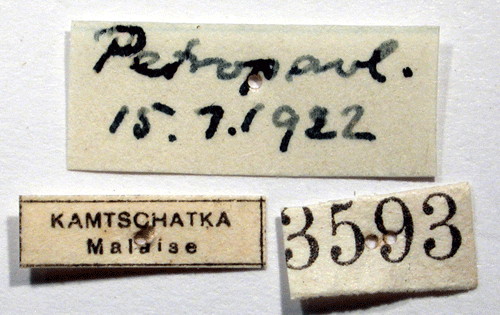 Petropavl.
15.7.1922
KAMTSCHATKA
Malaise
3593